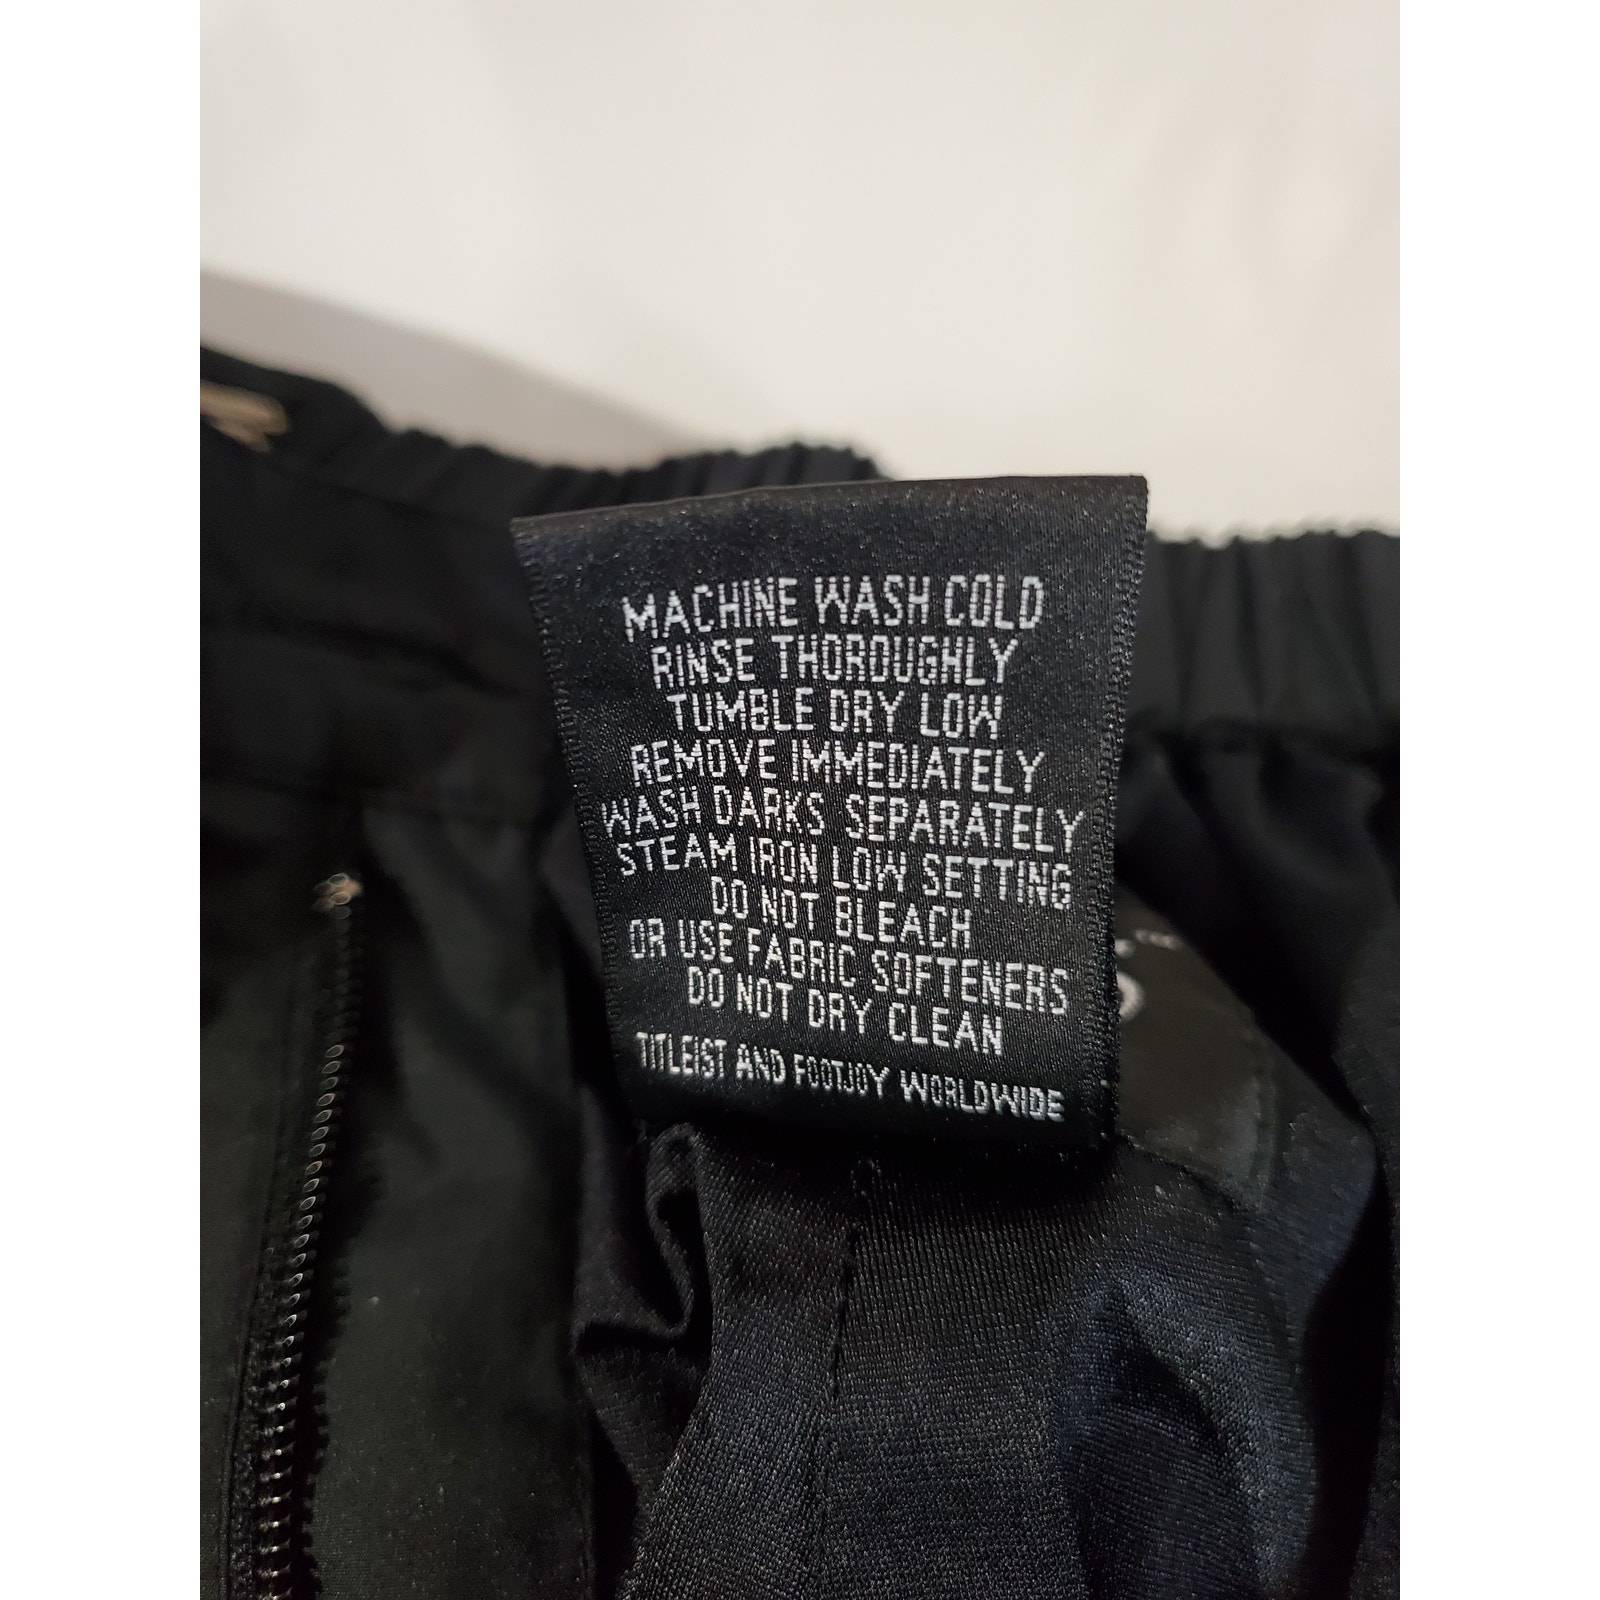 MACHINE WASH COLD
RINSE THOROUGHLY
TUMBLE DRY LOW
REMOVE IMMEDIATELY
WASH DARKS SEPARATELY
STEAM IRON LOW SETTING
DO NOT BLEACH
OR USE FABRIC SOFTENERS
DO NOT DRY CLEAN
TITLEIST AND FOOTJOY WORLDWIDE